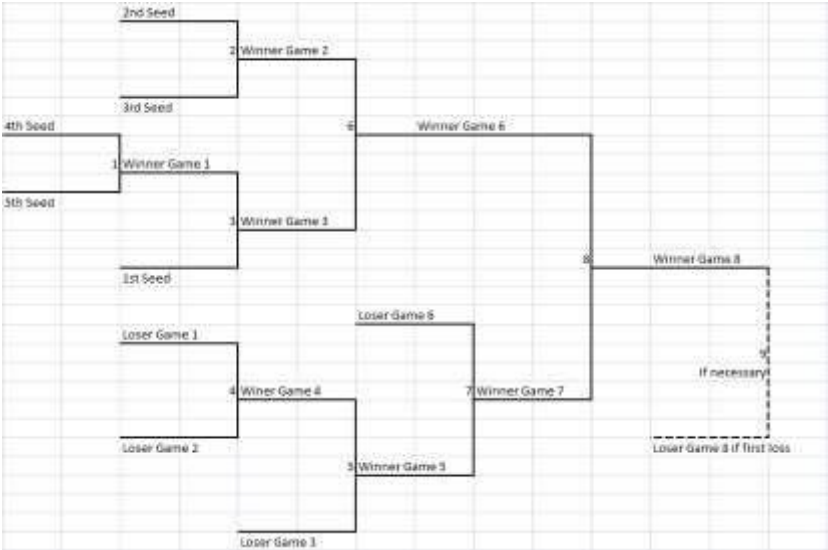 2nd Seed
2 Winner Game 2
3rd Seed
4th Seed
6
Winner Game 6
1 Winner Game 1
5th Seed
3 Winner Game 3
8
Winner Game 8
1st Seed
Loser Game 6
Loser Game 1
9
If necessary
4 Winer Game 4
7 Winner Game 7
Loser Game 2
Loser Game 8 if first loss
5 Winner Game 5
Loser Game 3